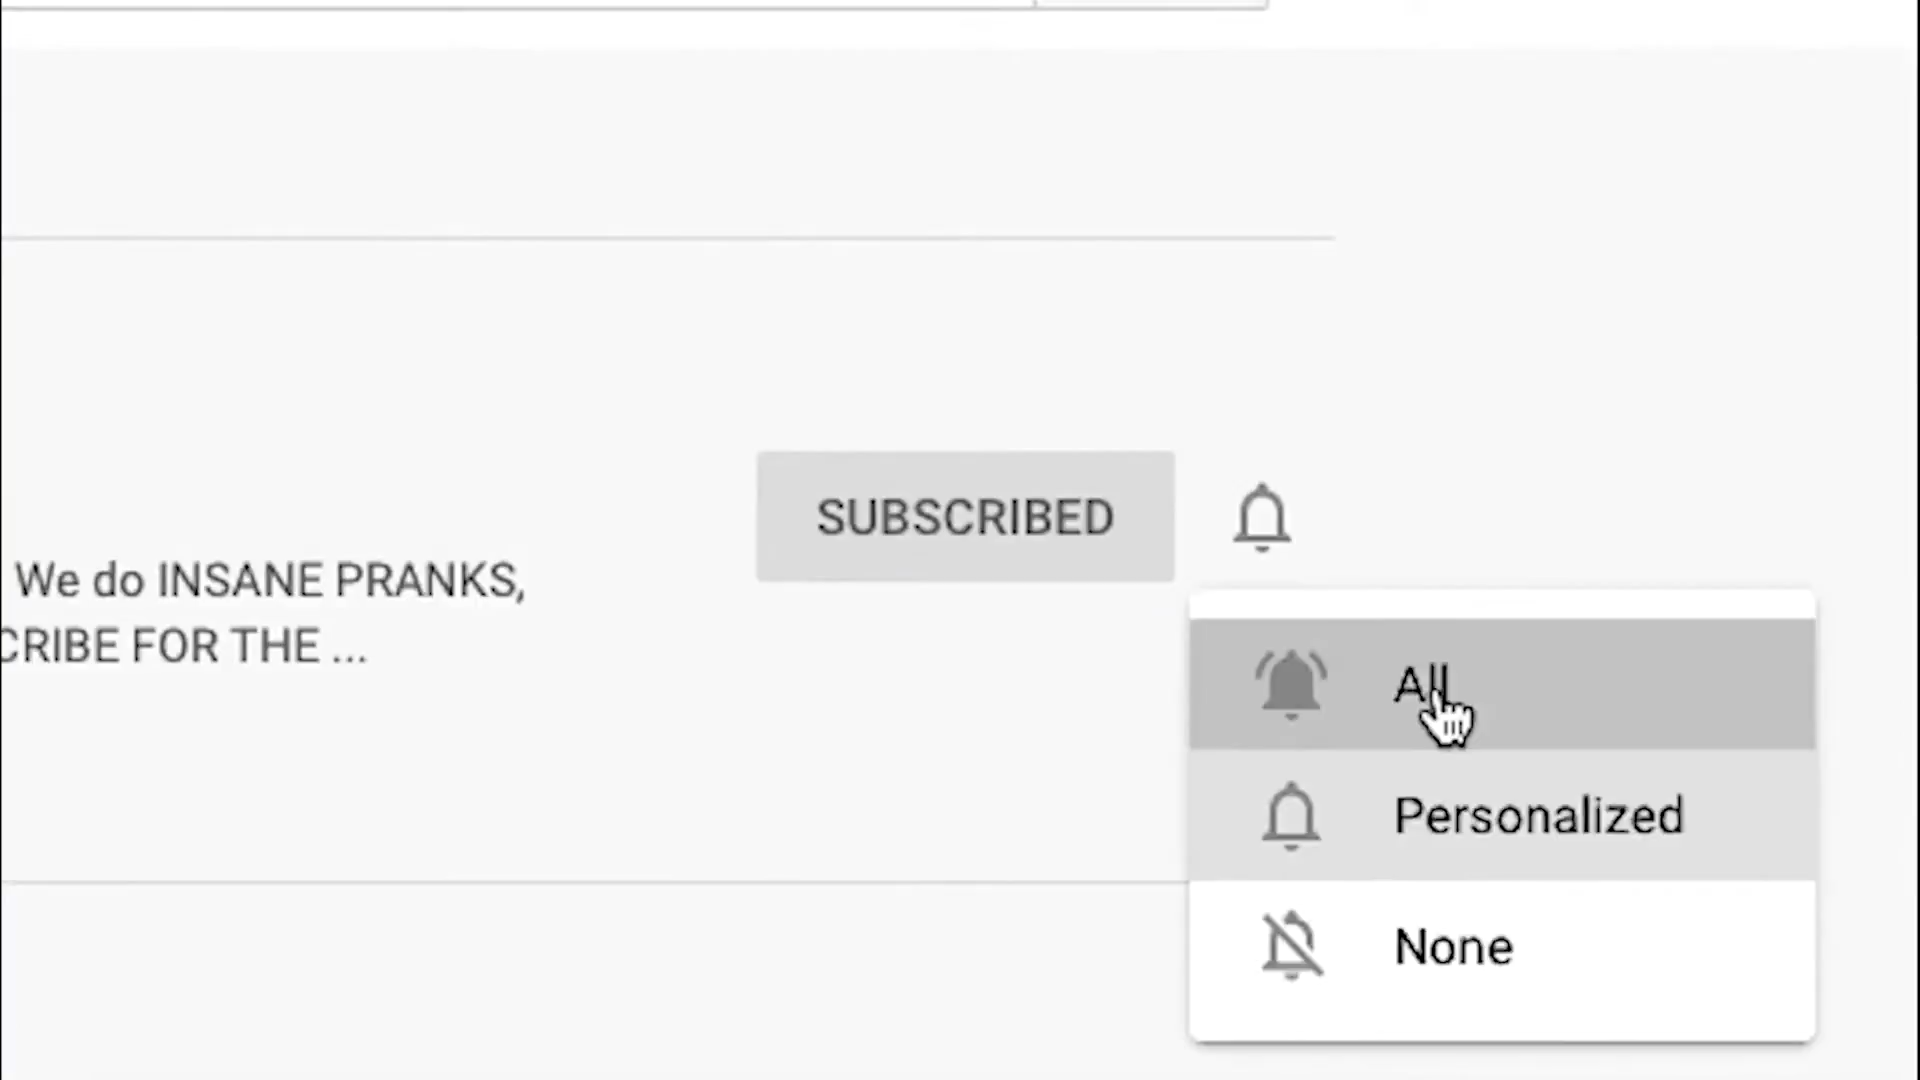 SUBSCRIBED
We do INSANE PRANKS,
CRIBE FOR THE ...
All
Personalized
None